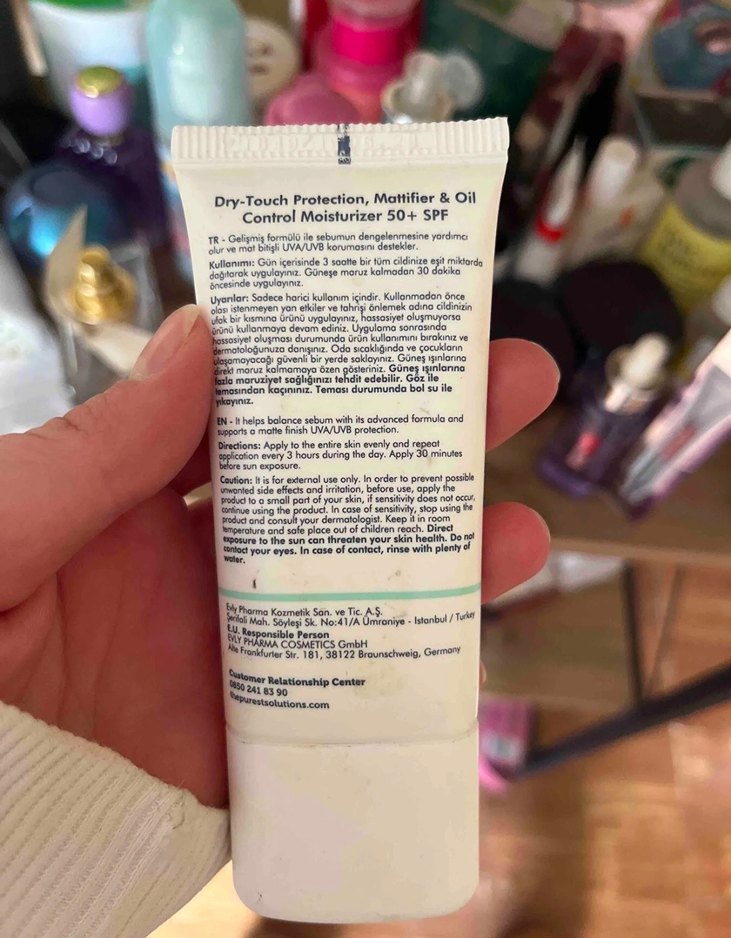 Dry-Touch Protection, Mattifier & Oil
Control Moisturizer 50+ SPF
TR - Gelişmiş formülü ile sebumun dengelenmesine yardımcı
olur ve mat bitişli UVA/UVB korumasını destekler.
Kullanımı: Gün içerisinde 3 saatte bir tüm cildinize eşit miktarda
dağıtarak uygulayınız. Güneşe maruz kalmadan 30 dakika
öncesinde uygulayınız.
Uyarılar: Sadece harici kullanım içindir. Kullanmadan önce
olası istenmeyen yan etkiler ve tahrişi önlemek adına cildinizin
ufak bir kısmına ürünü uygulayınız, hassasiyet oluşmuyorsa
ürünü kullanmaya devam ediniz. Uygulama sonrasında
hassasiyet oluşması durumunda ürün kullanımını bırakınız ve
dermatoloğunuza danışınız. Oda sıcaklığında ve çocukların
ulaşamayacağı güvenli bir yerde saklayınız. Güneş ışınlarına
direkt maruz kalmamaya özen gösteriniz. Güneş ışınlarına
fazla maruziyet sağlığınızı tehdit edebilir. Göz ile
temasından kaçınınız. Teması durumunda bol su ile
yıkayınız.
EN - It helps balance sebum with its advanced formula and
supports a matte finish UVA/UVB protection.
Directions: Apply to the entire skin evenly and repeat
application every 3 hours during the day. Apply 30 minutes
before sun exposure.
Caution: It is for external use only. In order to prevent possible
unwanted side effects and irritation, before use, apply the
product to a small part of your skin, if sensitivity does not occur,
continue using the product. In case of sensitivity, stop using the
product and consult your dermatologist. Keep it in room
temperature and safe place out of children reach. Direct
exposure to the sun can threaten your skin health. Do not
contact your eyes. In case of contact, rinse with plenty of
water.
Evly Pharma Kozmetik San. ve Tic. A.Ş.
Şerifali Mah. Söyleşi Sk. No:41/A Ümraniye - Istanbul / Turkey
E.U. Responsible Person
EVLY PHARMA COSMETICS GmbH
Alte Frankfurter Str. 181, 38122 Braunschweig, Germany
Customer Relationship Center
0850 241 83 90
thepurestsolutions.com